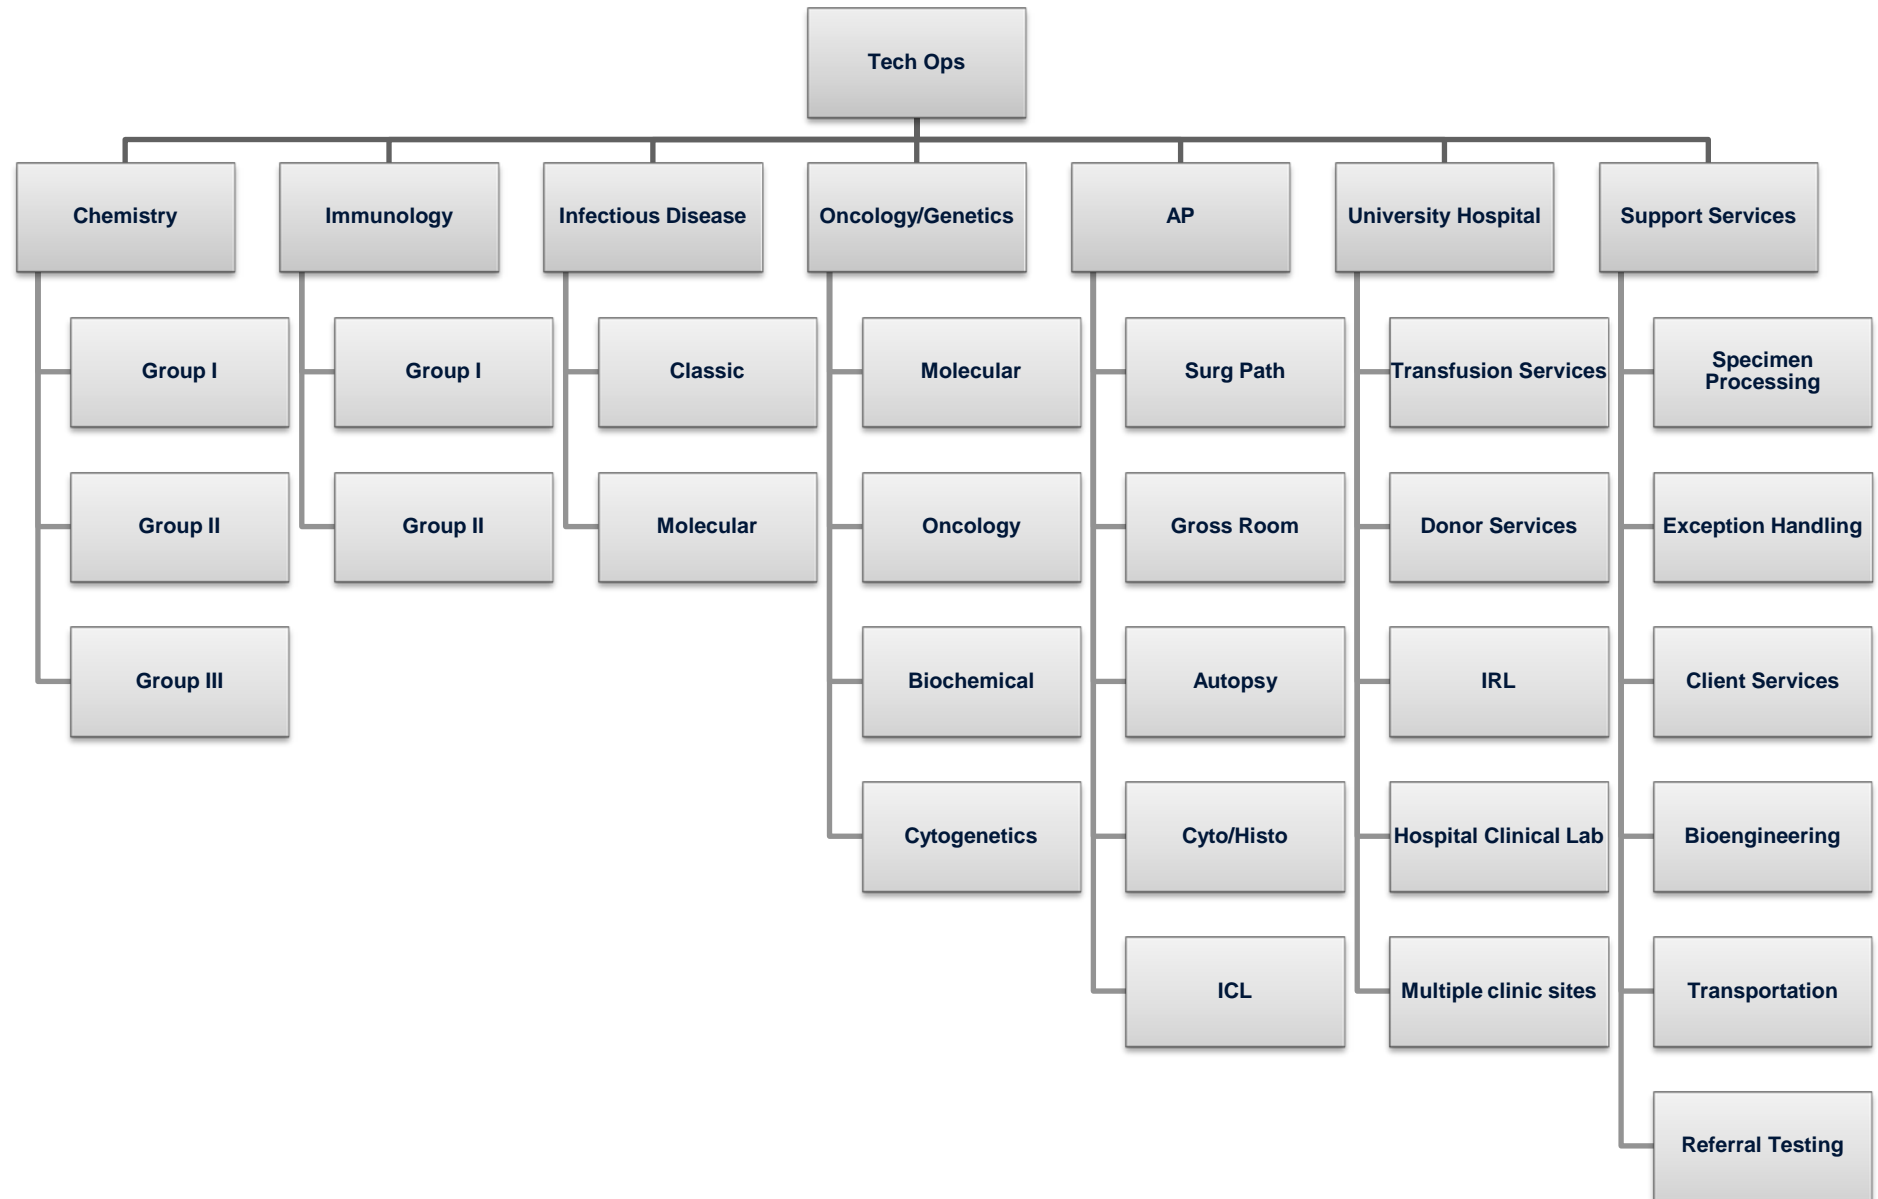 Tech Ops
Chemistry
Immunology
Infectious Disease
Oncology/Genetics
AP
University Hospital
Support Services
Group I
Group I
Classic
Molecular
Surg Path
Transfusion Services
Specimen
Processing
Group II
Group II
Molecular
Oncology
Gross Room
Donor Services
Exception Handling
Group III
Biochemical
Autopsy
IRL
Client Services
Cytogenetics
Cyto/Histo
Hospital Clinical Lab
Bioengineering
ICL
Multiple clinic sites
Transportation
Referral Testing